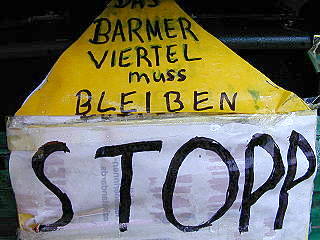 DAS
BARMER
VIERTEL
muss
BLEIBEN
STOPP